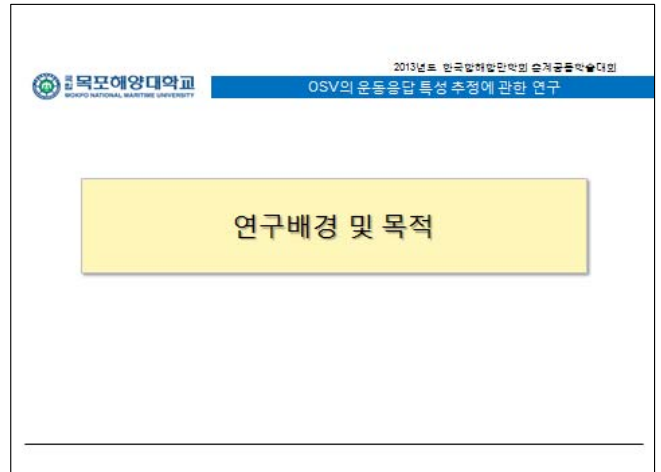 2013년도 한국항해항만학회 춘계공동학술대회
국립 목포해양대학교
MOKPO NATIONAL MARITIME UNIVERSITY
OSV의 운동응답 특성 추정에 관한 연구
연구배경 및 목적